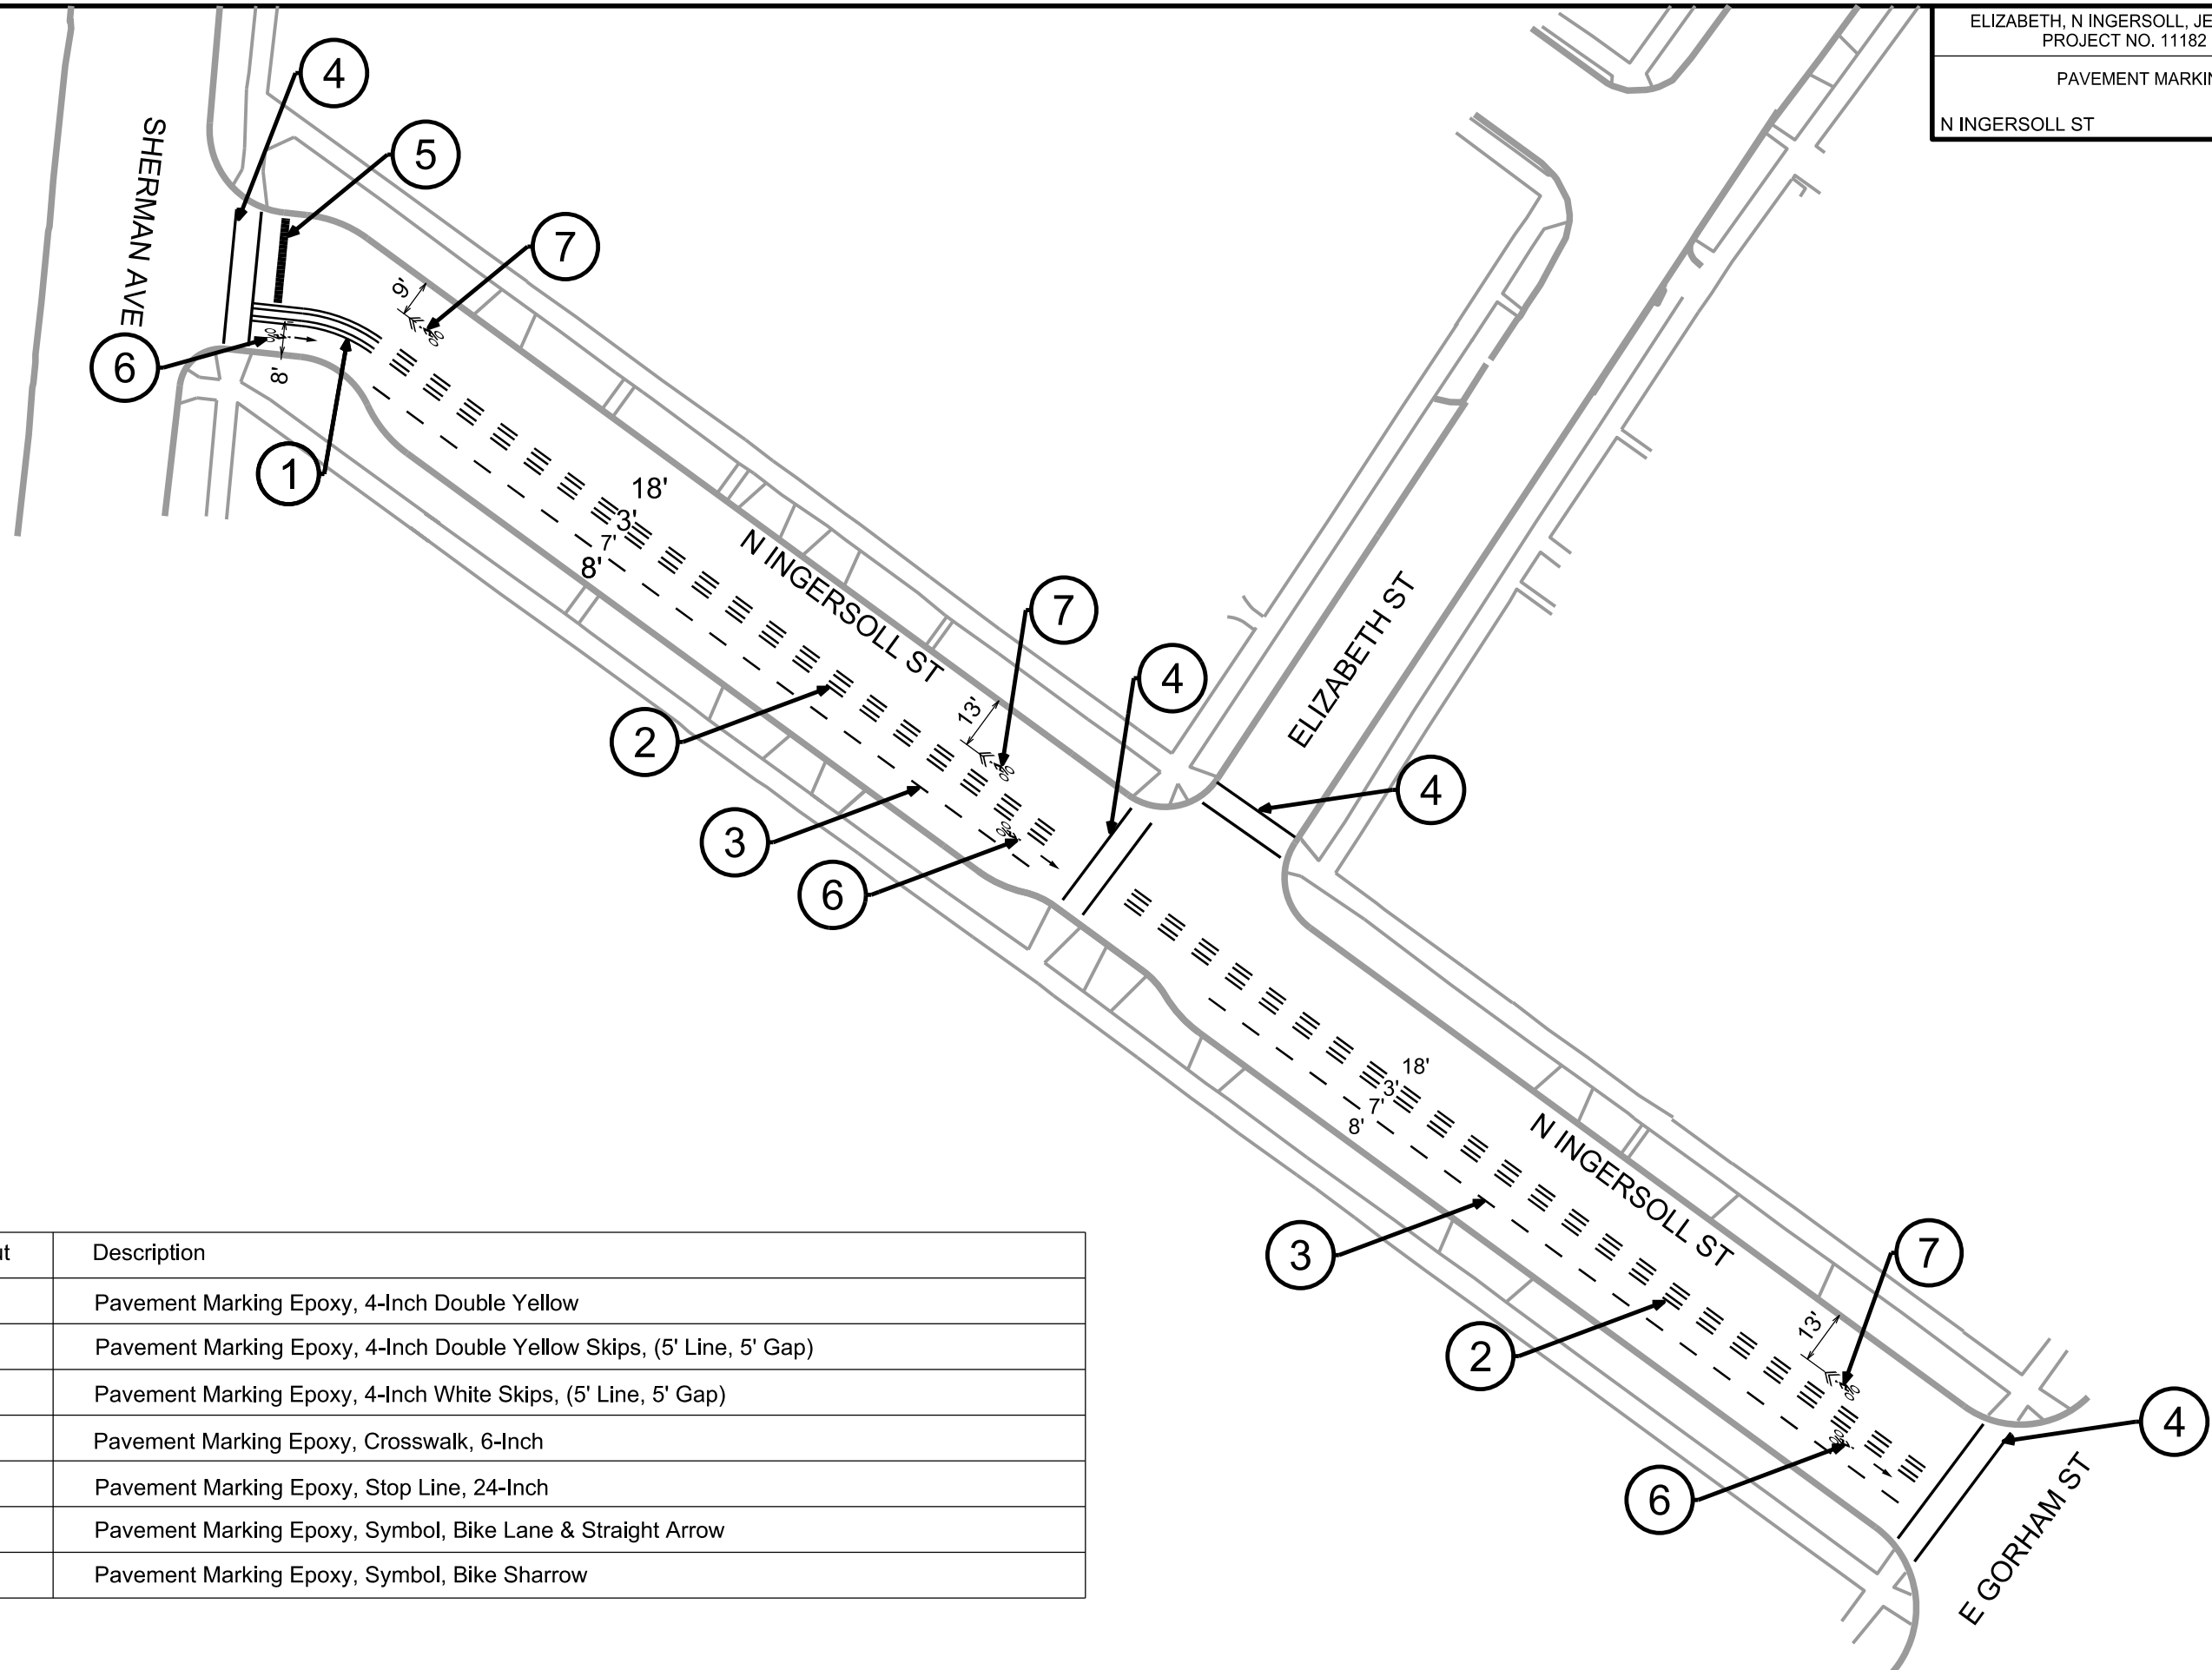 ELIZABETH, N INGERSOLL, JE
PROJECT NO. 11182
PAVEMENT MARKIN
N INGERSOLL ST
4
5
SHERMAN AVE
7
9'
6
8'
1
18'
3'
7'
8'
N INGERSOLL ST
7
ELIZABETH ST
4
13'
2
4
3
6
18'
3'
7'
8'
N INGERSOLL ST
3
7
2
13'
4
6
E GORHAM ST
ut Description
Pavement Marking Epoxy, 4-Inch Double Yellow
Pavement Marking Epoxy, 4-Inch Double Yellow Skips, (5' Line, 5' Gap)
Pavement Marking Epoxy, 4-Inch White Skips, (5' Line, 5' Gap)
Pavement Marking Epoxy, Crosswalk, 6-Inch
Pavement Marking Epoxy, Stop Line, 24-Inch
Pavement Marking Epoxy, Symbol, Bike Lane & Straight Arrow
Pavement Marking Epoxy, Symbol, Bike Sharrow